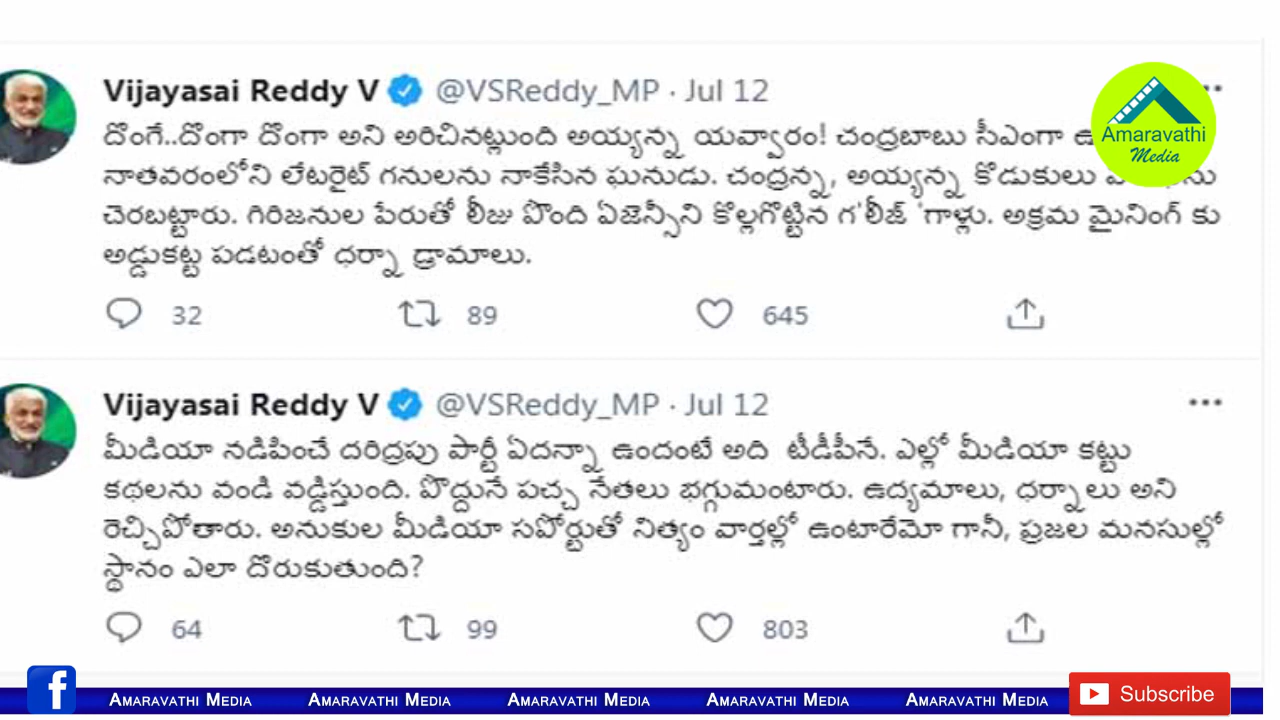 Vijayasai Reddy V @VSReddy_MP · Jul 12
దొంగే..దొంగా దొంగా అని అరిచినట్లుంది అయ్యన్న యవ్వారం! చంద్రబాబు సీఎంగా
నాతవరంలోని లేటరైట్ గనులను నాకేసిన ఘనుడు. చంద్రన్న, అయ్యన్న కోడుకులు
చెరబట్టారు. గిరిజనుల పేరుతో లీజు పొంది ఏజెన్సీని కొల్లగొట్టిన గ'లీజ్ 'గాళ్లు. అక్రమ మైనింగ్ కు
అడ్డుకట్ట పడటంతో ధర్నా డ్రామాలు.
32 89 645
Vijayasai Reddy V @VSReddy_MP · Jul 12
మీడియా నడిపించే దరిద్రపు పార్టీ ఏదన్నా ఉందంటే అది టీడీపీనే. ఎల్లో మీడియా కట్టు
కథలను వండి వడ్డిస్తుంది. పొద్దునే పచ్చ నేతలు భగ్గుమంటారు. ఉద్యమాలు, ధర్నాలు అని
రెచ్చిపోతారు. అనుకుల మీడియా సపోర్టుతో నిత్యం వార్తల్లో ఉంటారేమో గానీ, ప్రజల మనసుల్లో
స్థానం ఎలా దొరుకుతుంది?
64 99 803
Amaravathi
Media
f Amaravathi Media Amaravathi Media Amaravathi Media Amaravathi Media Amaravathi Media Subscribe